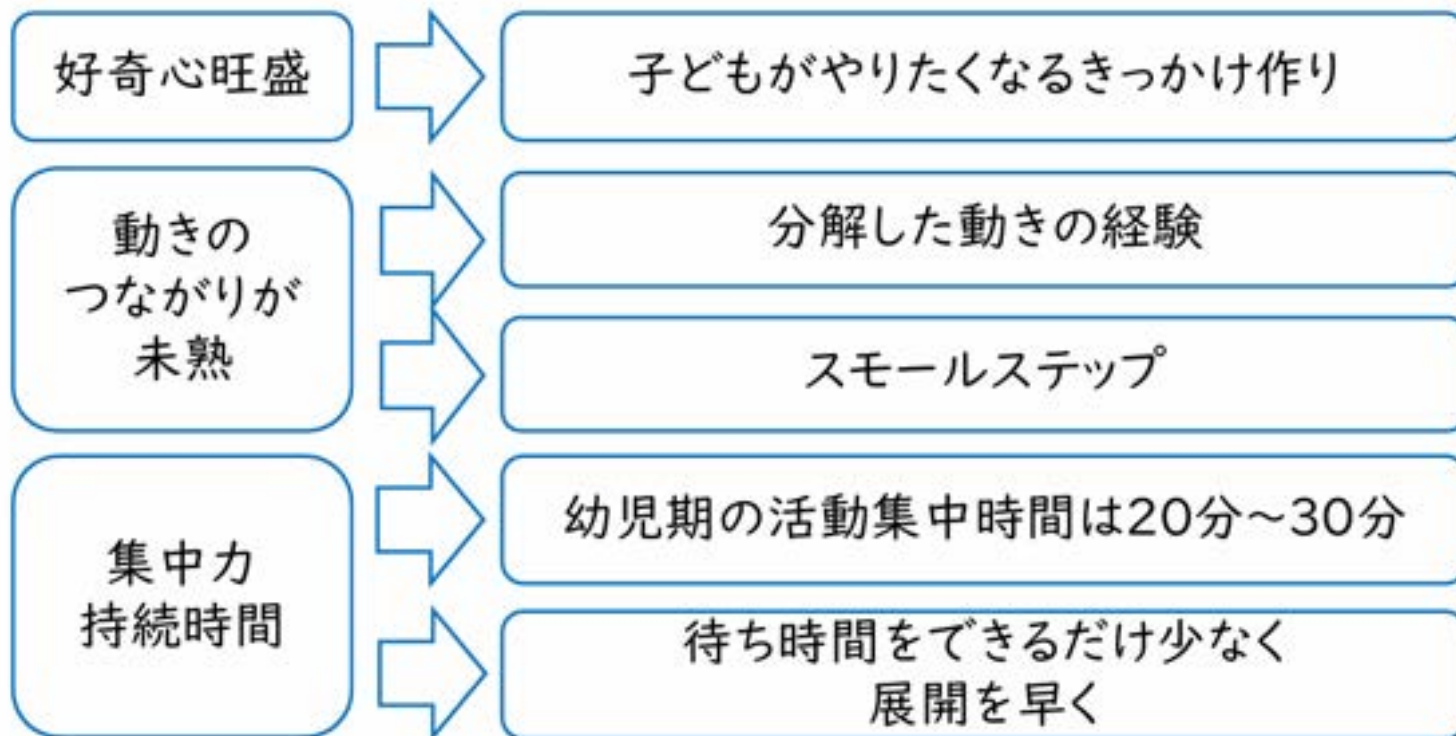 好奇心旺盛
子どもがやりたくなるきっかけ作り
動きの
つながりが
未熟
分解した動きの経験
スモールステップ
集中力
持続時間
幼児期の活動集中時間は20分～30分
待ち時間をできるだけ少なく
展開を早く